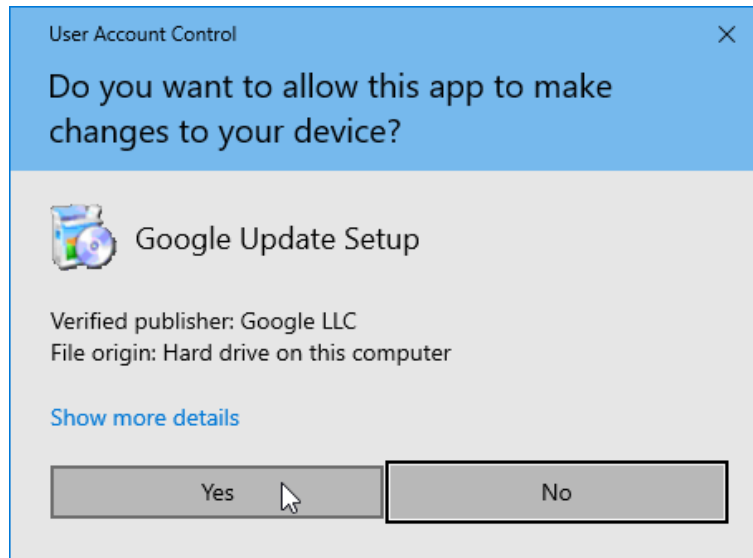 User Account Control
Do you want to allow this app to make
changes to your device?
Google Update Setup
Verified publisher: Google LLC
File origin: Hard drive on this computer
Show more details
Yes
No